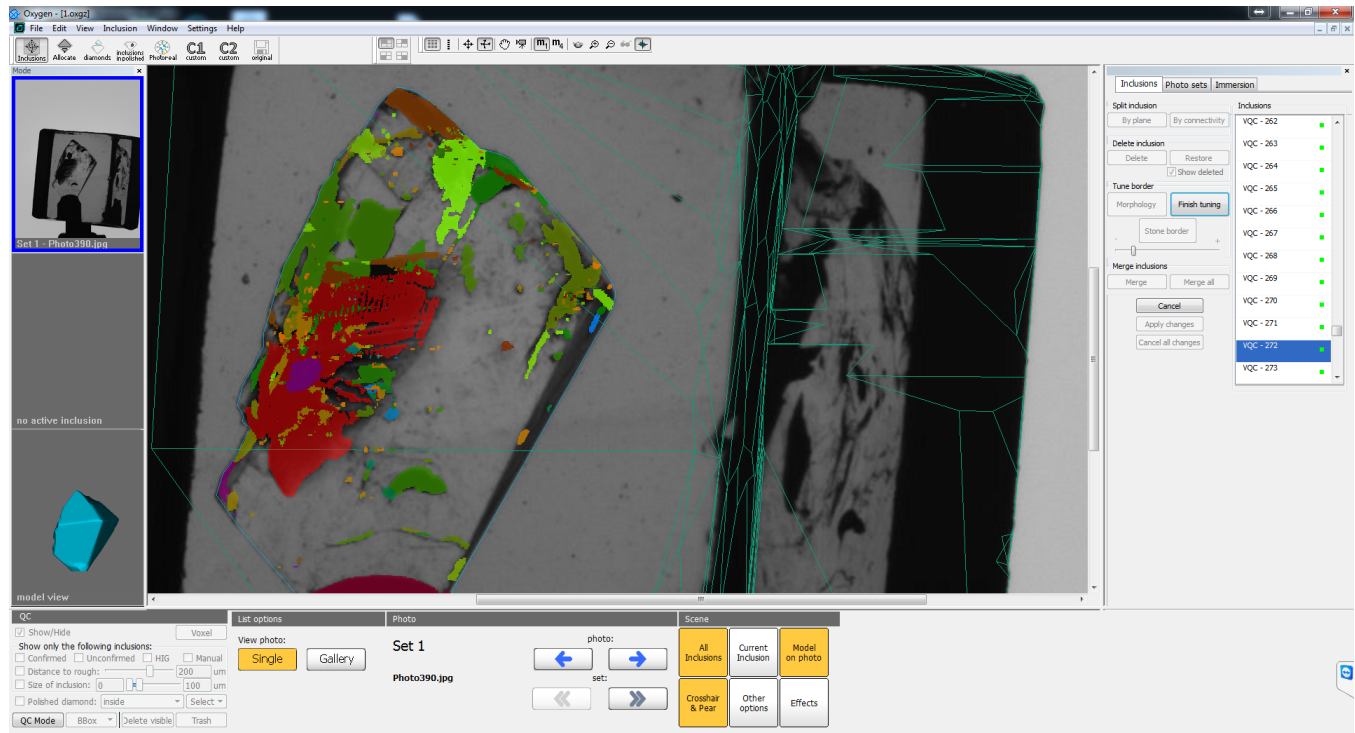 Oxygen - [1.oxgz]
File Edit View Inclusion Window Settings Help
Inclusions Allocate diamonds inclusions inpolished Photoreal C1 custom C2 custom original
Mode
Set 1 - Photo390.jpg
no active inclusion
model view
Inclusions Photo sets Immersion
Split inclusion
By plane By connectivity
Delete inclusion
Delete Restore
Show deleted
Tune border
Morphology Finish tuning
Stone border
- +
Merge inclusions
Merge Merge all
Cancel
Apply changes
Cancel all changes
Inclusions
VQC - 262
VQC - 263
VQC - 264
VQC - 265
VQC - 266
VQC - 267
VQC - 268
VQC - 269
VQC - 270
VQC - 271
VQC - 272
VQC - 273
QC
Show/Hide Voxel
Show only the following inclusions:
Confirmed Unconfirmed HIG Manual
Distance to rough: 200 um
Size of inclusion: 0 100 um
Polished diamond: inside Select
QC Mode BBox Delete visible Trash
List options
View photo:
Single Gallery
Photo
Set 1
Photo390.jpg
photo:
set:
Scene
All Inclusions
Current Inclusion
Model on photo
Crosshair & Pear
Other options
Effects